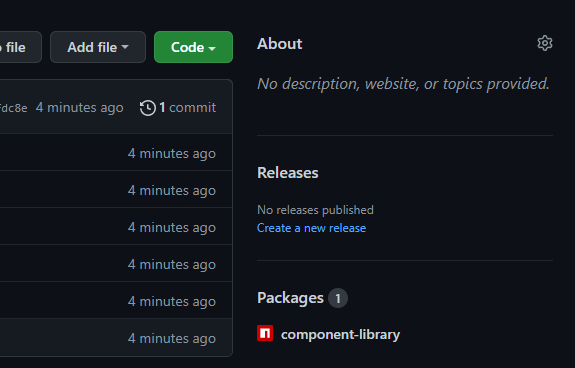 file
Add file
Code
About
No description, website, or topics provided.
dc8e 4 minutes ago 1 commit
4 minutes ago
4 minutes ago
4 minutes ago
4 minutes ago
4 minutes ago
4 minutes ago
Releases
No releases published
Create a new release
Packages 1
component-library